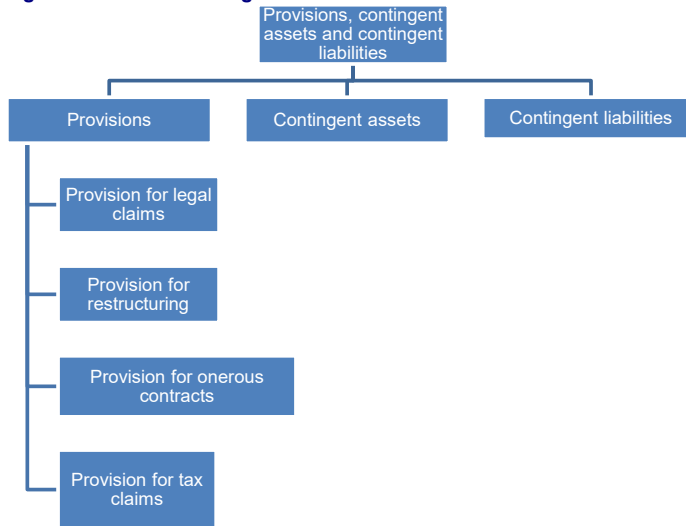 Provisions, contingent
assets and contingent
liabilities
Provisions
Contingent assets
Contingent liabilities
Provision for legal
claims
Provision for
restructuring
Provision for onerous
contracts
Provision for tax
claims